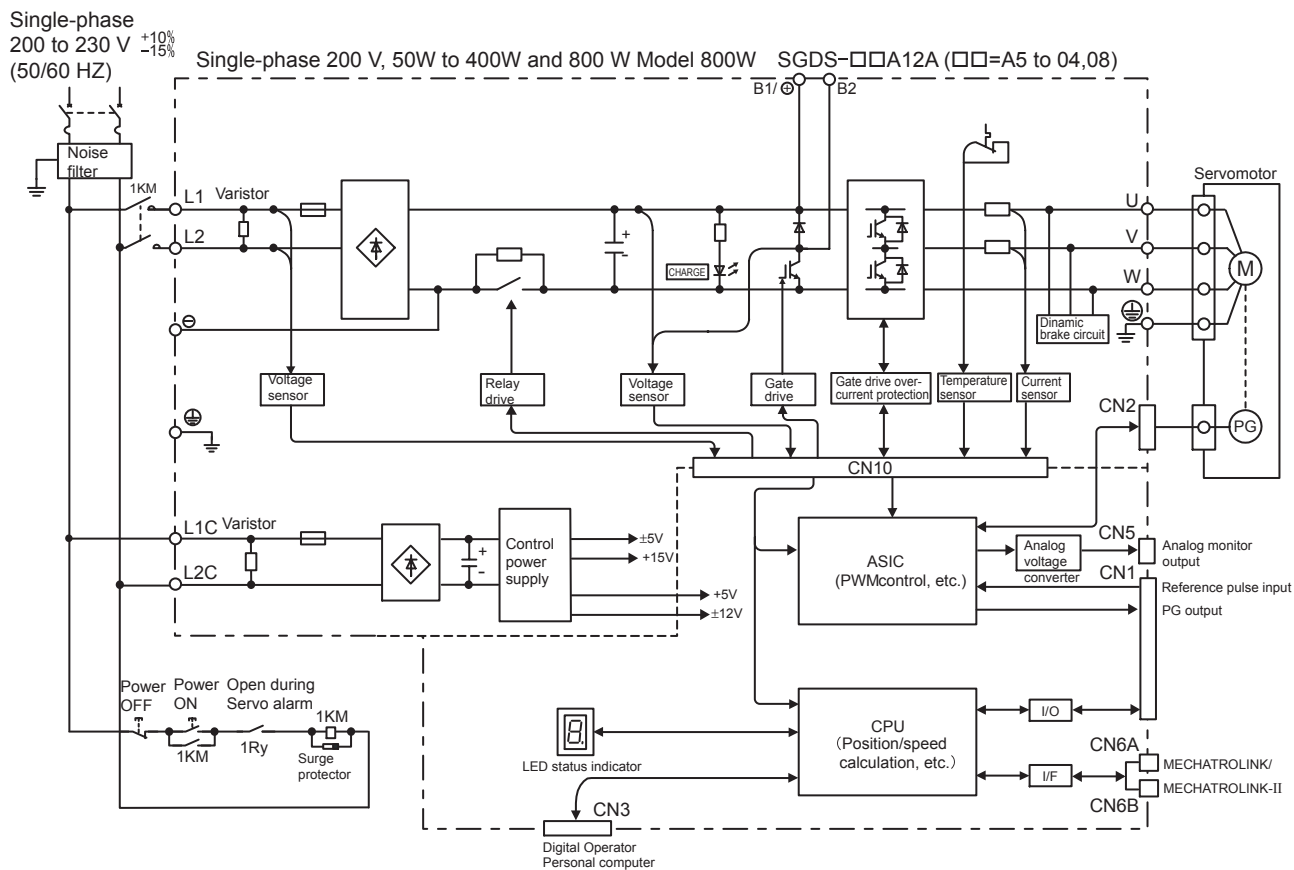 Single-phase
200 to 230 V +10% -15%
(50/60 HZ)
Single-phase 200 V, 50W to 400W and 800 W Model 800W SGDS-□□A12A (□□=A5 to 04,08)
B1/⊕
B2
Noise
filter
1KM
L1
Varistor
L2
+
-
CHARGE
U
V
W
Servomotor
M
⊖
Dinamic
brake circuit
Voltage
sensor
Relay
drive
Voltage
sensor
Gate
drive
Gate drive over-
current protection
Temperature
sensor
Current
sensor
CN2
PG
CN10
L1C
Varistor
L2C
+
-
Control
power
supply
±5V
+15V
+5V
±12V
ASIC
(PWMcontrol, etc.)
Analog
voltage
converter
CN5
Analog monitor
output
CN1
Reference pulse input
PG output
Power
OFF
Power
ON
Open during
Servo alarm
1KM
1KM
1Ry
Surge
protector
8.
LED status indicator
CPU
(Position/speed
calculation, etc.)
I/O
I/F
CN6A
MECHATROLINK/
MECHATROLINK-II
CN6B
CN3
Digital Operator
Personal computer